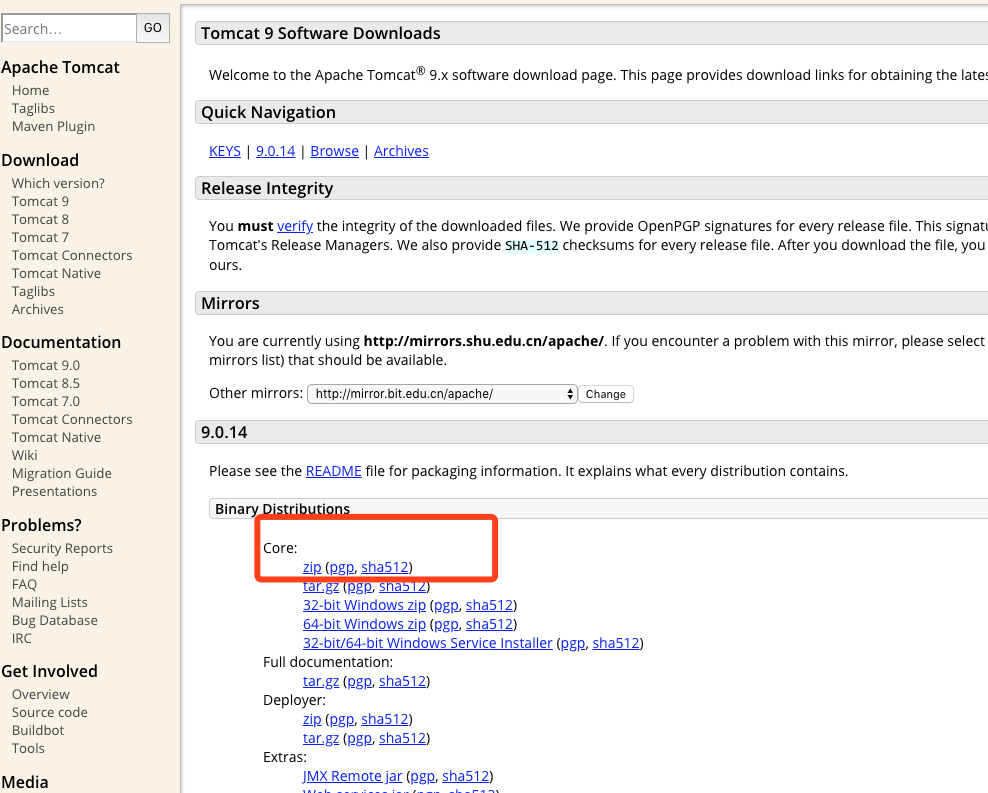 Search…
GO
Apache Tomcat
Home
Taglibs
Maven Plugin
Download
Which version?
Tomcat 9
Tomcat 8
Tomcat 7
Tomcat Connectors
Tomcat Native
Taglibs
Archives
Documentation
Tomcat 9.0
Tomcat 8.5
Tomcat 7.0
Tomcat Connectors
Tomcat Native
Wiki
Migration Guide
Presentations
Problems?
Security Reports
Find help
FAQ
Mailing Lists
Bug Database
IRC
Get Involved
Overview
Source code
Buildbot
Tools
Media
Tomcat 9 Software Downloads
Welcome to the Apache Tomcat® 9.x software download page. This page provides download links for obtaining the lates
Quick Navigation
KEYS | 9.0.14 | Browse | Archives
Release Integrity
You must verify the integrity of the downloaded files. We provide OpenPGP signatures for every release file. This signatu
Tomcat's Release Managers. We also provide SHA-512 checksums for every release file. After you download the file, you
ours.
Mirrors
You are currently using http://mirrors.shu.edu.cn/apache/. If you encounter a problem with this mirror, please select
mirrors list) that should be available.
Other mirrors: http://mirror.bit.edu.cn/apache/ Change
9.0.14
Please see the README file for packaging information. It explains what every distribution contains.
Binary Distributions
Core:
zip (pgp, sha512)
tar.gz (pgp, sha512)
32-bit Windows zip (pgp, sha512)
64-bit Windows zip (pgp, sha512)
32-bit/64-bit Windows Service Installer (pgp, sha512)
Full documentation:
tar.gz (pgp, sha512)
Deployer:
zip (pgp, sha512)
tar.gz (pgp, sha512)
Extras:
JMX Remote jar (pgp, sha512)
Web services jar (pgp, sha512)